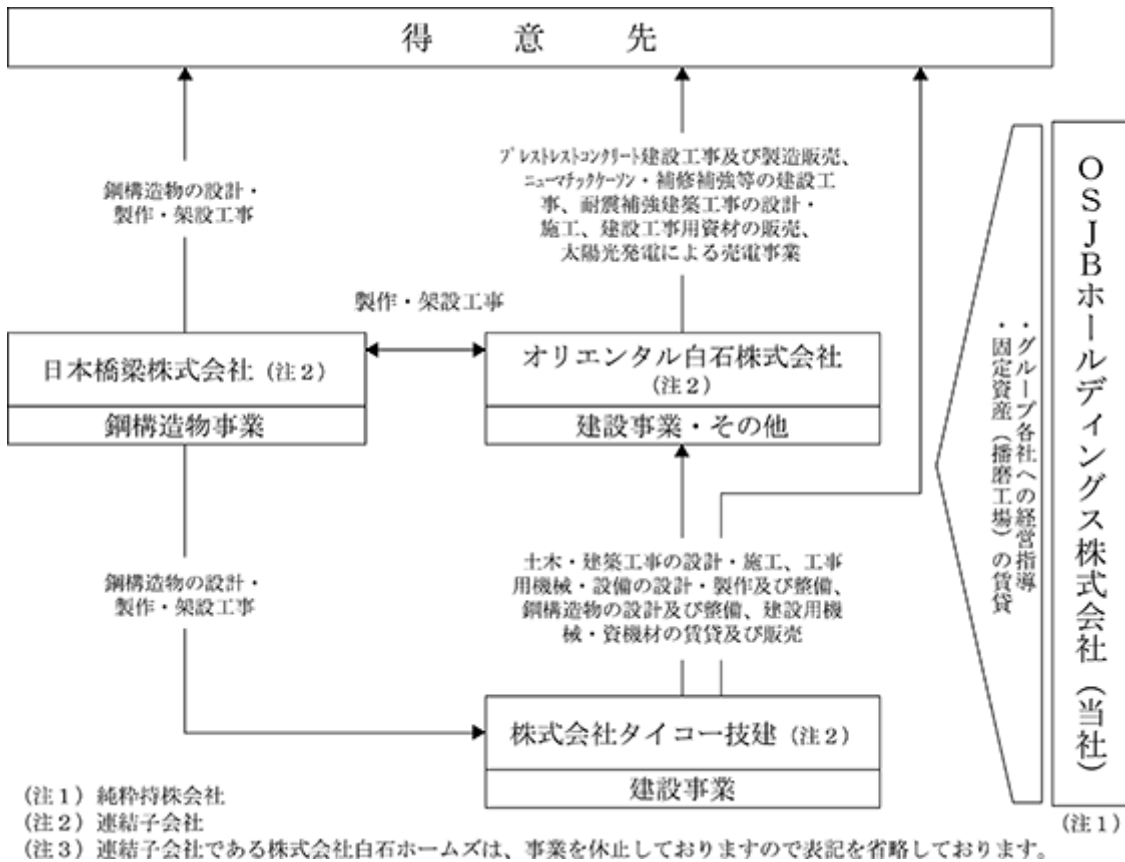 得意先
鋼構造物の設計・
製作・架設工事
プレストレストコンクリート建設工事及び製造販売、
ニューマチックケーソン・補修補強等の建設工
事、耐震補強建築工事の設計・
施工、建設工事用資材の販売、
太陽光発電による売電事業
製作・架設工事
日本橋梁株式会社（注２）
鋼構造物事業
オリエンタル白石株式会社
（注２）
建設事業・その他
鋼構造物の設計・
製作・架設工事
土木・建築工事の設計・施工、工事
用機械・設備の設計・製作及び整備、
鋼構造物の設計及び整備、建設用機
械・資機材の賃貸及び販売
株式会社タイコー技建（注２）
建設事業
・グループ各社への経営指導
・固定資産（播磨工場）の賃貸
ＯＳＪＢホールディングス株式会社（当社）
（注１）
（注１）純粋持株会社
（注２）連結子会社
（注３）連結子会社である株式会社白石ホームズは、事業を休止しておりますので表記を省略しております。